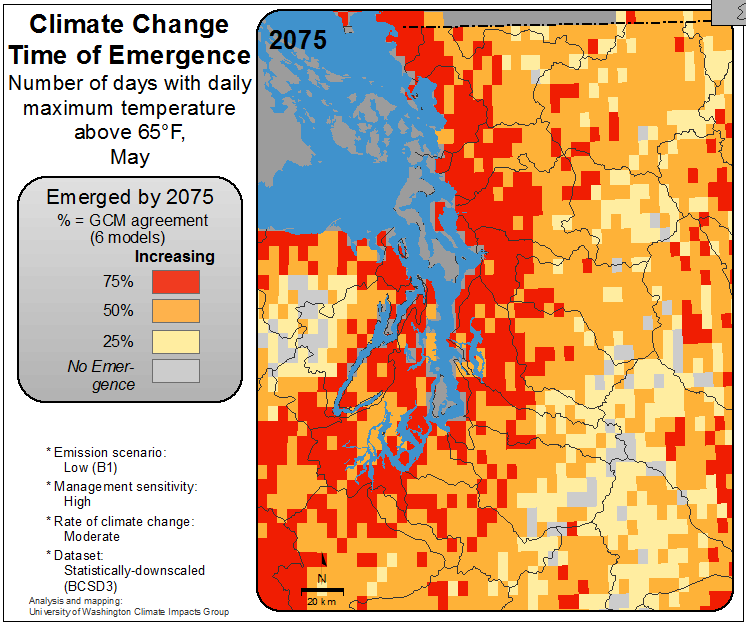 Climate Change
Time of Emergence
Number of days with daily
maximum temperature
above 65°F,
May
Emerged by 2075
% = GCM agreement
(6 models)
Increasing
75%
50%
25%
No Emer-
gence
* Emission scenario:
Low (B1)
* Management sensitivity:
High
* Rate of climate change:
Moderate
* Dataset:
Statistically-downscaled
(BCSD3)
Analysis and mapping:
University of Washington Climate Impacts Group
2075
N
20 km